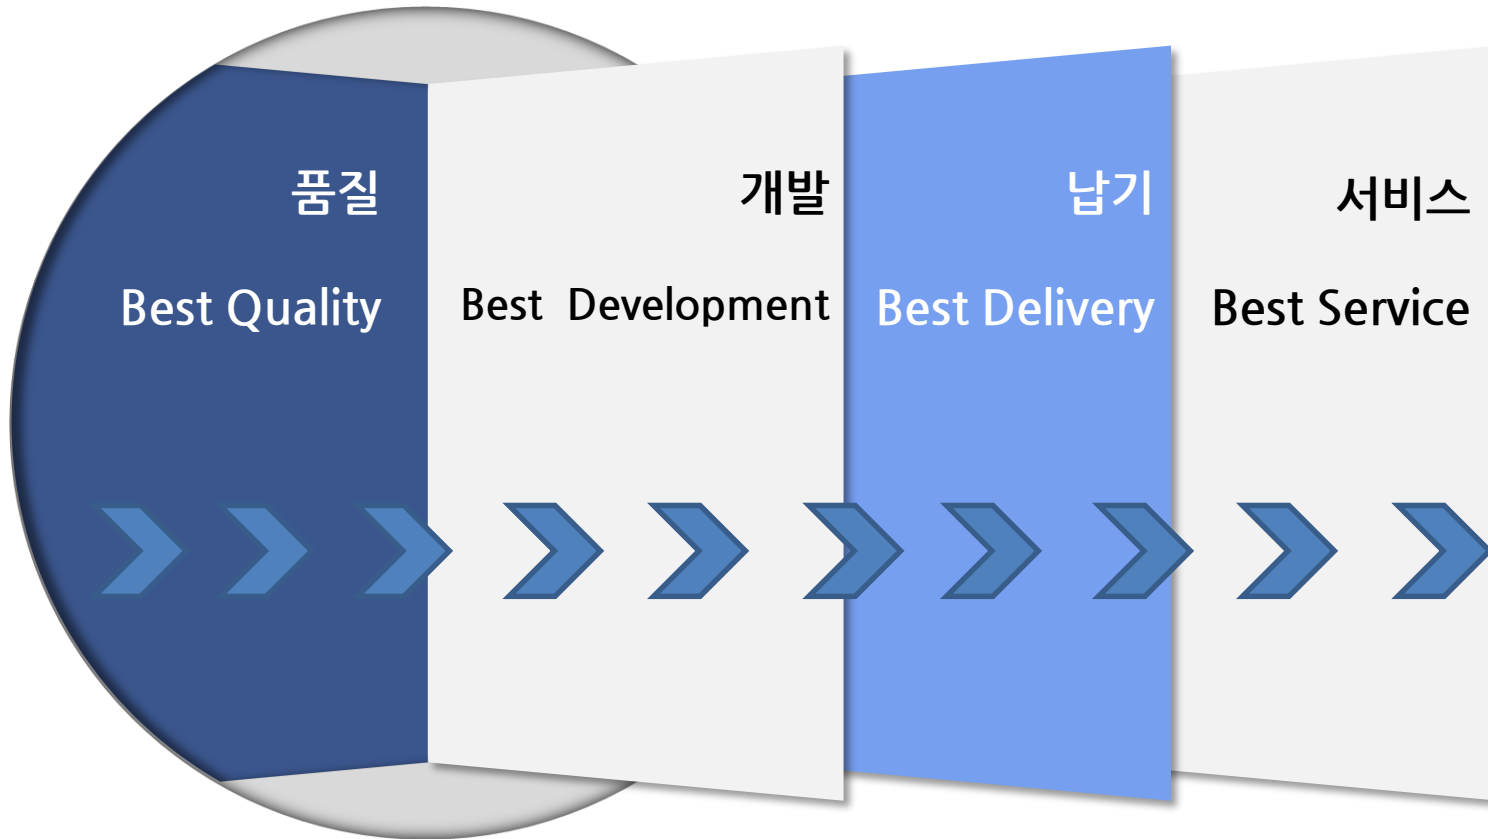 품질
Best Quality
개발
Best  Development
납기
Best Delivery
서비스
Best Service